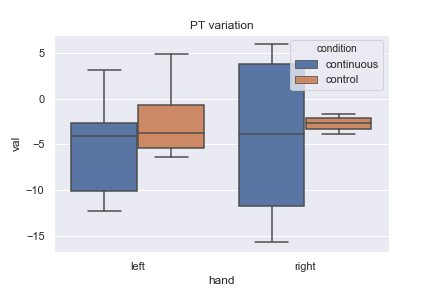 PT variation
condition
continuous
control
5
0
−5
−10
−15
val
left
right
hand